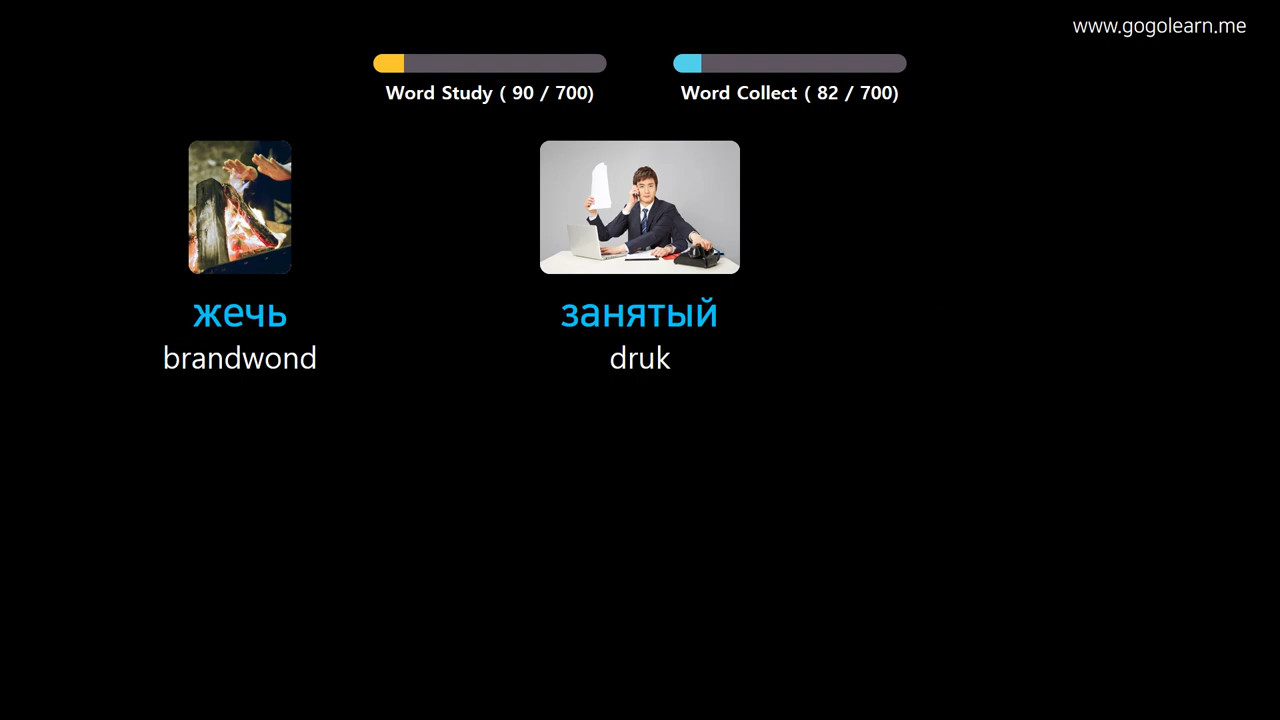 www.gogolearn.me
Word Study ( 90 / 700)
Word Collect ( 82 / 700)
жечь
brandwond
занятый
druk